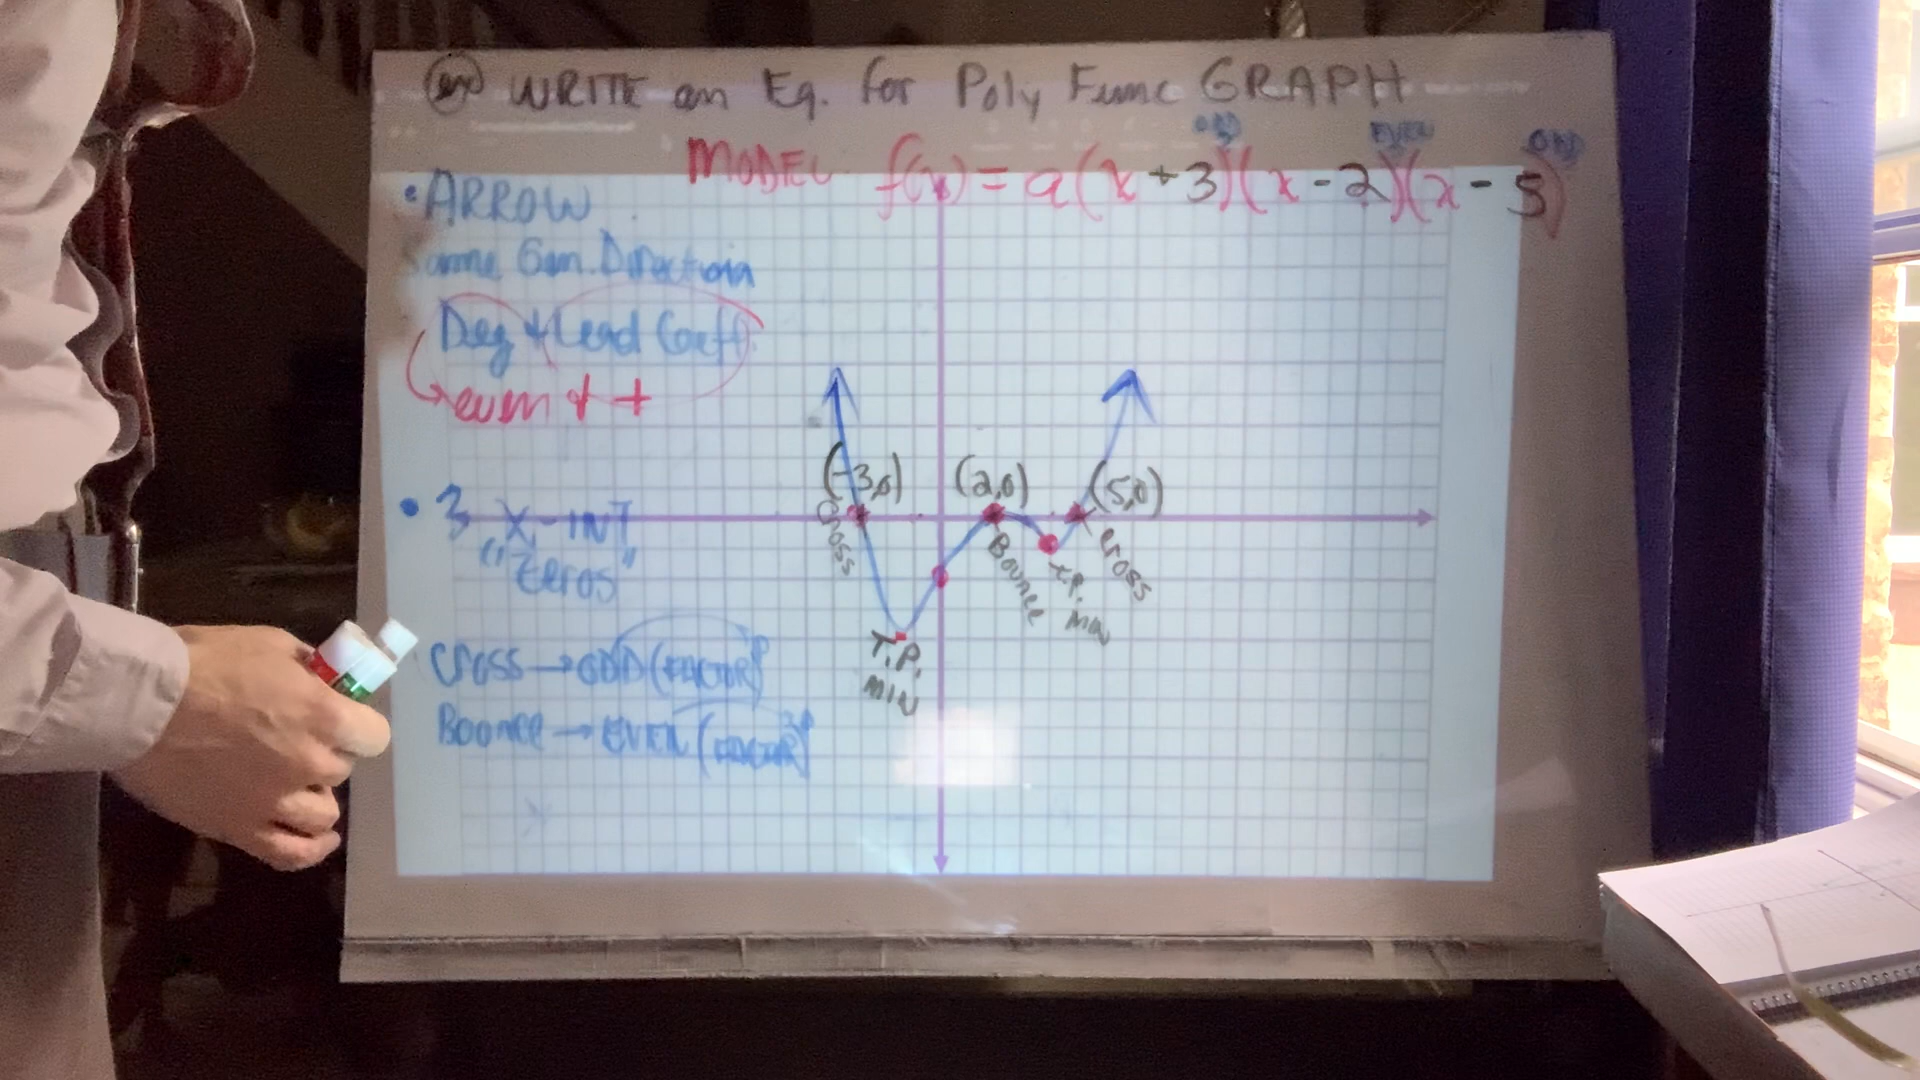 ex WRITE an Eq. for Poly Func GRAPH
ODD EVEN ODD
MODEL f(x) = a(x + 3)(x - 2)(x - 5)
• ARROW
Same Gen. Direction
Deg & Lead Coeff.
even & +
(-3,0) (2,0) (5,0)
• 3 X-INT
"Zeros"
Cross
Bounce
T.P. MIN
Cross
T.P.
MIN
Cross → ODD (FACTOR)
Bounce → EVEN (FACTOR)